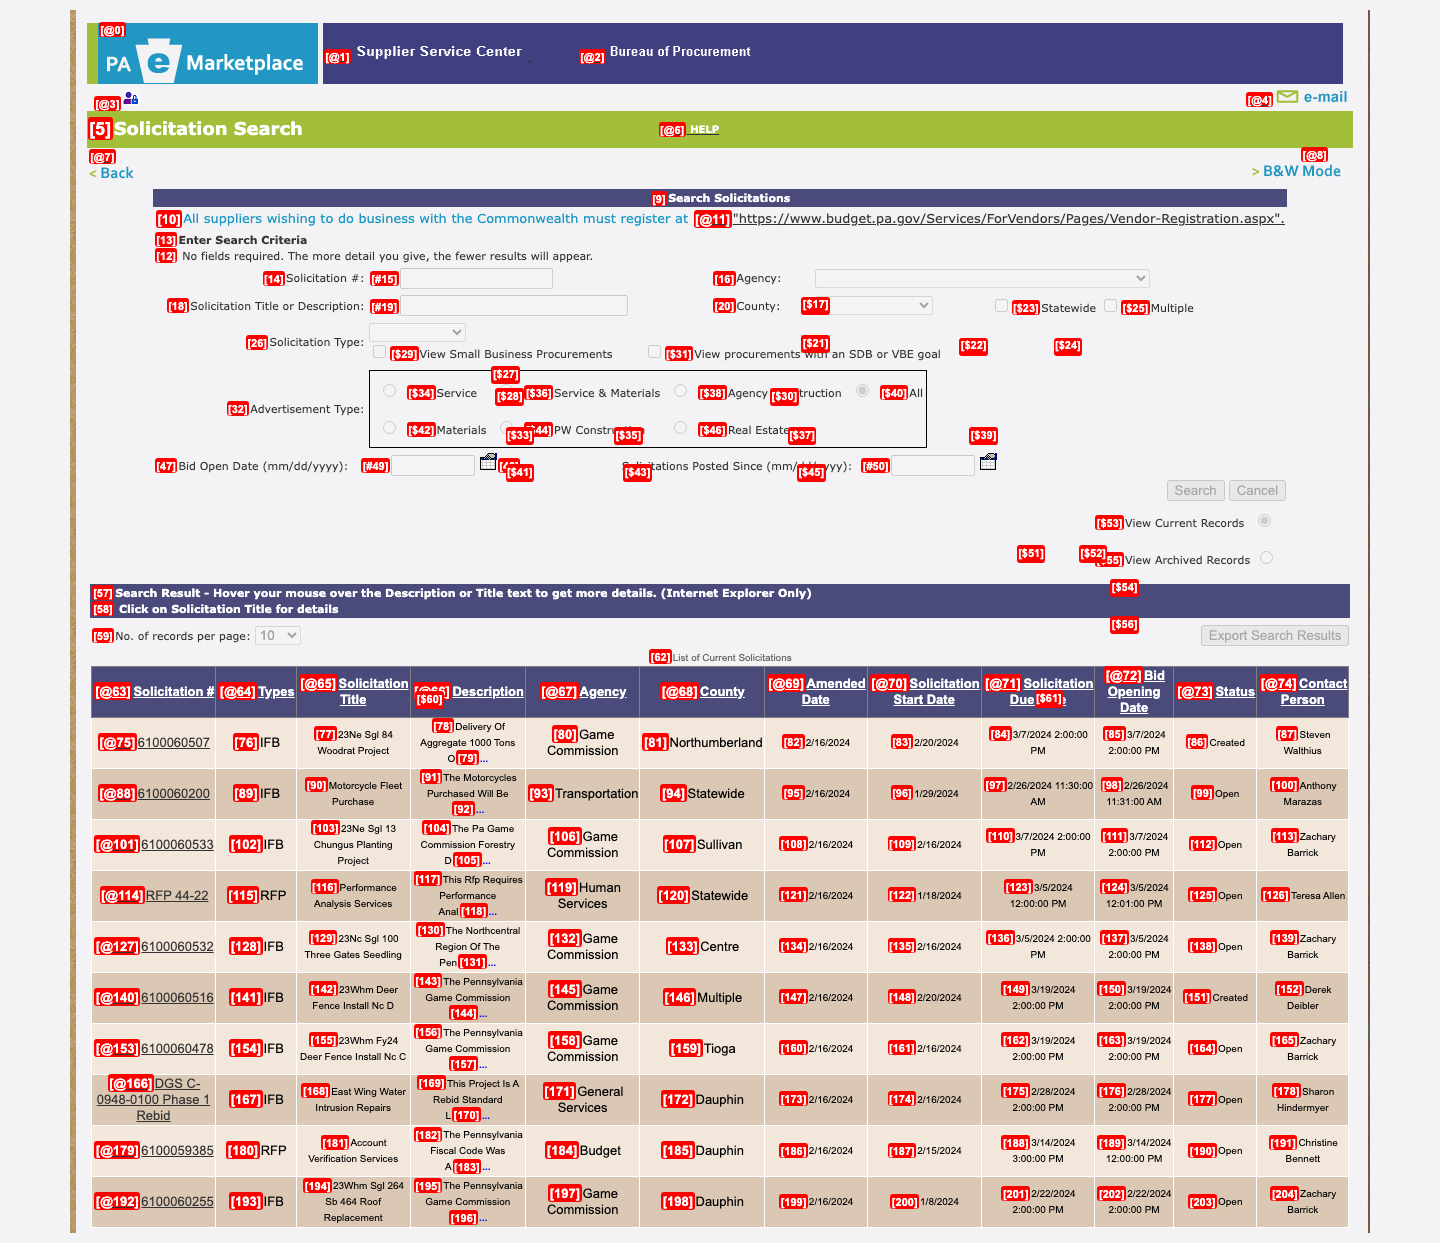 [@0]
PA e Marketplace
[@1] Supplier Service Center
[@2] Bureau of Procurement
[@3]
[@4] e-mail
[5] Solicitation Search
[@6] HELP
[@7]
< Back
[@8]
> B&W Mode
[9] Search Solicitations
[10] All suppliers wishing to do business with the Commonwealth must register at [@11] "https://www.budget.pa.gov/Services/ForVendors/Pages/Vendor-Registration.aspx".
[13] Enter Search Criteria
[12] No fields required. The more detail you give, the fewer results will appear.
[14] Solicitation #: [#15] [16] Agency:
[18] Solicitation Title or Description: [#19] [20] County: [$17] [$23] Statewide [$25] Multiple
[26] Solicitation Type: [$21] [$22] [$24]
[$29] View Small Business Procurements [$31] View procurements with an SDB or VBE goal
[$27]
[32] Advertisement Type: [$34] Service [$28] [$36] Service & Materials [$38] Agency [$30] truction [$40] All
[$42] Materials [$44] PW Constru [$46] Real Estate
[$33] [$35] [$37] [$39]
[47] Bid Open Date (mm/dd/yyyy): [#49] Solicitations Posted Since (mm/dd/yyyy): [#50]
[$41] [$43] [$45]
Search Cancel
[$53] View Current Records
[$51] [$52] [$55] View Archived Records
[57] Search Result - Hover your mouse over the Description or Title text to get more details. (Internet Explorer Only) [$54]
[58] Click on Solicitation Title for details
[59] No. of records per page: 10 [$56] Export Search Results
[62] List of Current Solicitations
[@63] Solicitation # [@64] Types [@65] Solicitation Title [@66] Description [$60] [@67] Agency [@68] County [@69] Amended Date [@70] Solicitation Start Date [@71] Solicitation Due [$61] [@72] Bid Opening Date [@73] Status [@74] Contact Person
[@75] 6100060507 [76] IFB [77] 23Ne Sgl 84 Woodrat Project [78] Delivery Of Aggregate 1000 Tons O [79] ... [80] Game Commission [81] Northumberland [82] 2/16/2024 [83] 2/20/2024 [84] 3/7/2024 2:00:00 PM [85] 3/7/2024 2:00:00 PM [86] Created [87] Steven Walthius
[@88] 6100060200 [89] IFB [90] Motorcycle Fleet Purchase [91] The Motorcycles Purchased Will Be [92] ... [93] Transportation [94] Statewide [95] 2/16/2024 [96] 1/29/2024 [97] 2/26/2024 11:30:00 AM [98] 2/26/2024 11:31:00 AM [99] Open [100] Anthony Marazas
[@101] 6100060533 [102] IFB [103] 23Ne Sgl 13 Chungus Planting Project [104] The Pa Game Commission Forestry D [105] ... [106] Game Commission [107] Sullivan [108] 2/16/2024 [109] 2/16/2024 [110] 3/7/2024 2:00:00 PM [111] 3/7/2024 2:00:00 PM [112] Open [113] Zachary Barrick
[@114] RFP 44-22 [115] RFP [116] Performance Analysis Services [117] This Rfp Requires Performance Anal [118] ... [119] Human Services [120] Statewide [121] 2/16/2024 [122] 1/18/2024 [123] 3/5/2024 12:00:00 PM [124] 3/5/2024 12:01:00 PM [125] Open [126] Teresa Allen
[@127] 6100060532 [128] IFB [129] 23Nc Sgl 100 Three Gates Seedling [130] The Northcentral Region Of The Pen [131] ... [132] Game Commission [133] Centre [134] 2/16/2024 [135] 2/16/2024 [136] 3/5/2024 2:00:00 PM [137] 3/5/2024 2:00:00 PM [138] Open [139] Zachary Barrick
[@140] 6100060516 [141] IFB [142] 23Whm Deer Fence Install Nc D [143] The Pennsylvania Game Commission [144] ... [145] Game Commission [146] Multiple [147] 2/16/2024 [148] 2/20/2024 [149] 3/19/2024 2:00:00 PM [150] 3/19/2024 2:00:00 PM [151] Created [152] Derek Deibler
[@153] 6100060478 [154] IFB [155] 23Whm Fy24 Deer Fence Install Nc C [156] The Pennsylvania Game Commission [157] ... [158] Game Commission [159] Tioga [160] 2/16/2024 [161] 2/16/2024 [162] 3/19/2024 2:00:00 PM [163] 3/19/2024 2:00:00 PM [164] Open [165] Zachary Barrick
[@166] DGS C-0948-0100 Phase 1 Rebid [167] IFB [168] East Wing Water Intrusion Repairs [169] This Project Is A Rebid Standard L [170] ... [171] General Services [172] Dauphin [173] 2/16/2024 [174] 2/16/2024 [175] 2/28/2024 2:00:00 PM [176] 2/28/2024 2:00:00 PM [177] Open [178] Sharon Hindermyer
[@179] 6100059385 [180] RFP [181] Account Verification Services [182] The Pennsylvania Fiscal Code Was A [183] ... [184] Budget [185] Dauphin [186] 2/16/2024 [187] 2/15/2024 [188] 3/14/2024 3:00:00 PM [189] 3/14/2024 12:00:00 PM [190] Open [191] Christine Bennett
[@192] 6100060255 [193] IFB [194] 23Whm Sgl 264 Sb 464 Roof Replacement [195] The Pennsylvania Game Commission [196] ... [197] Game Commission [198] Dauphin [199] 2/16/2024 [200] 1/8/2024 [201] 2/22/2024 2:00:00 PM [202] 2/22/2024 2:00:00 PM [203] Open [204] Zachary Barrick